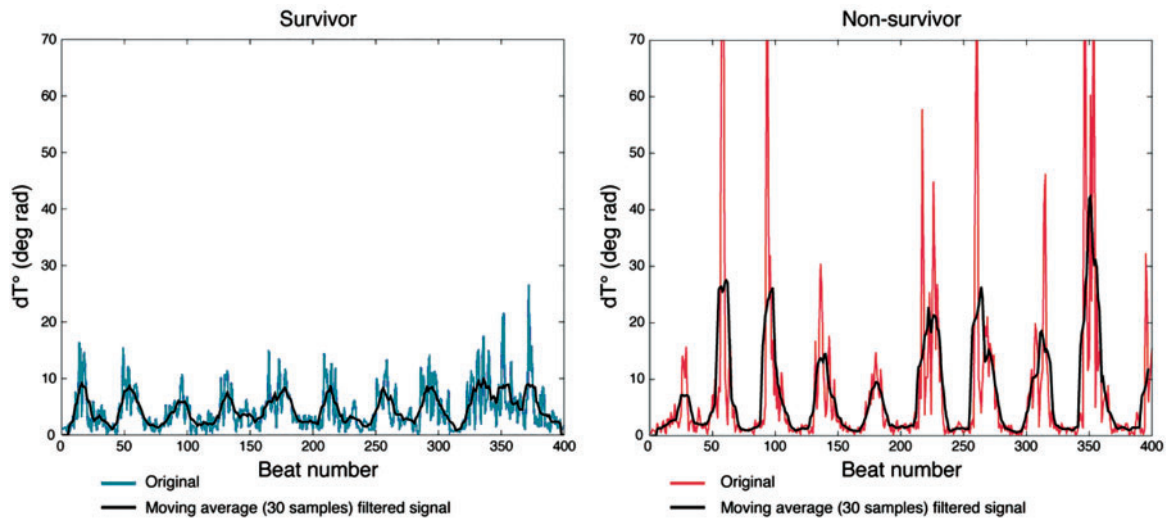 Survivor
70
60
50
40
30
20
10
0
dT° (deg rad)
0 50 100 150 200 250 300 350 400
Beat number
Original
Moving average (30 samples) filtered signal
Non-survivor
70
60
50
40
30
20
10
0
dT° (deg rad)
0 50 100 150 200 250 300 350 400
Beat number
Original
Moving average (30 samples) filtered signal